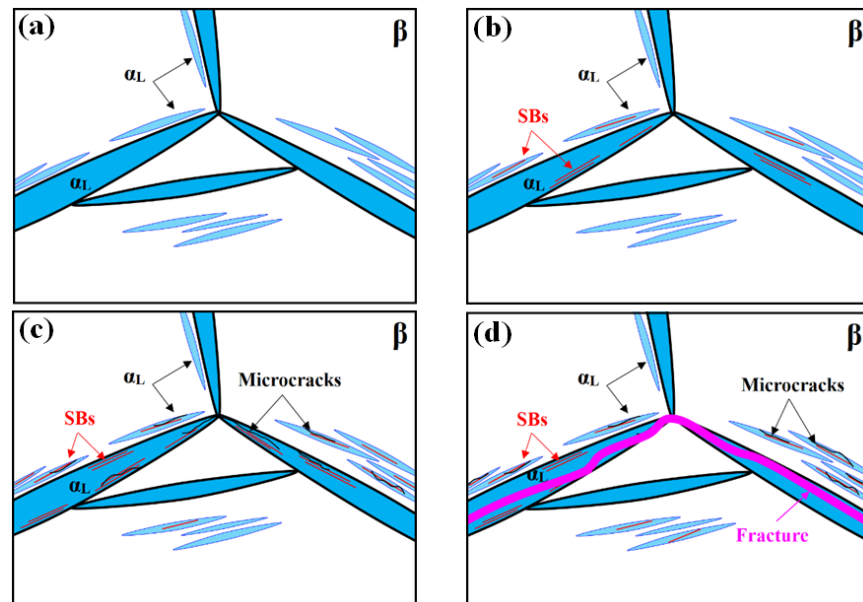 (a)
β
αL
αL
(b)
β
αL
SBs
αL
(c)
β
αL
Microcracks
SBs
αL
(d)
β
αL
Microcracks
SBs
αL
Fracture